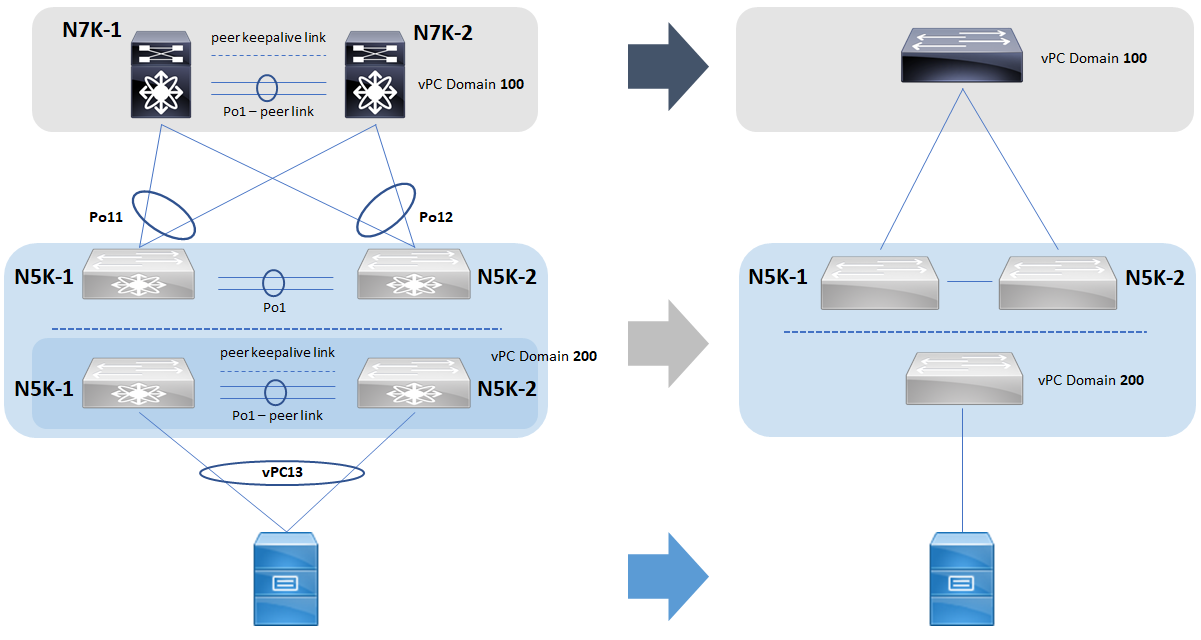 N7K-1
peer keepalive link
N7K-2
vPC Domain 100
Po1 – peer link
vPC Domain 100
Po11
Po12
N5K-1
N5K-2
Po1
N5K-1
N5K-2
peer keepalive link
vPC Domain 200
N5K-1
N5K-2
Po1 – peer link
vPC Domain 200
vPC13